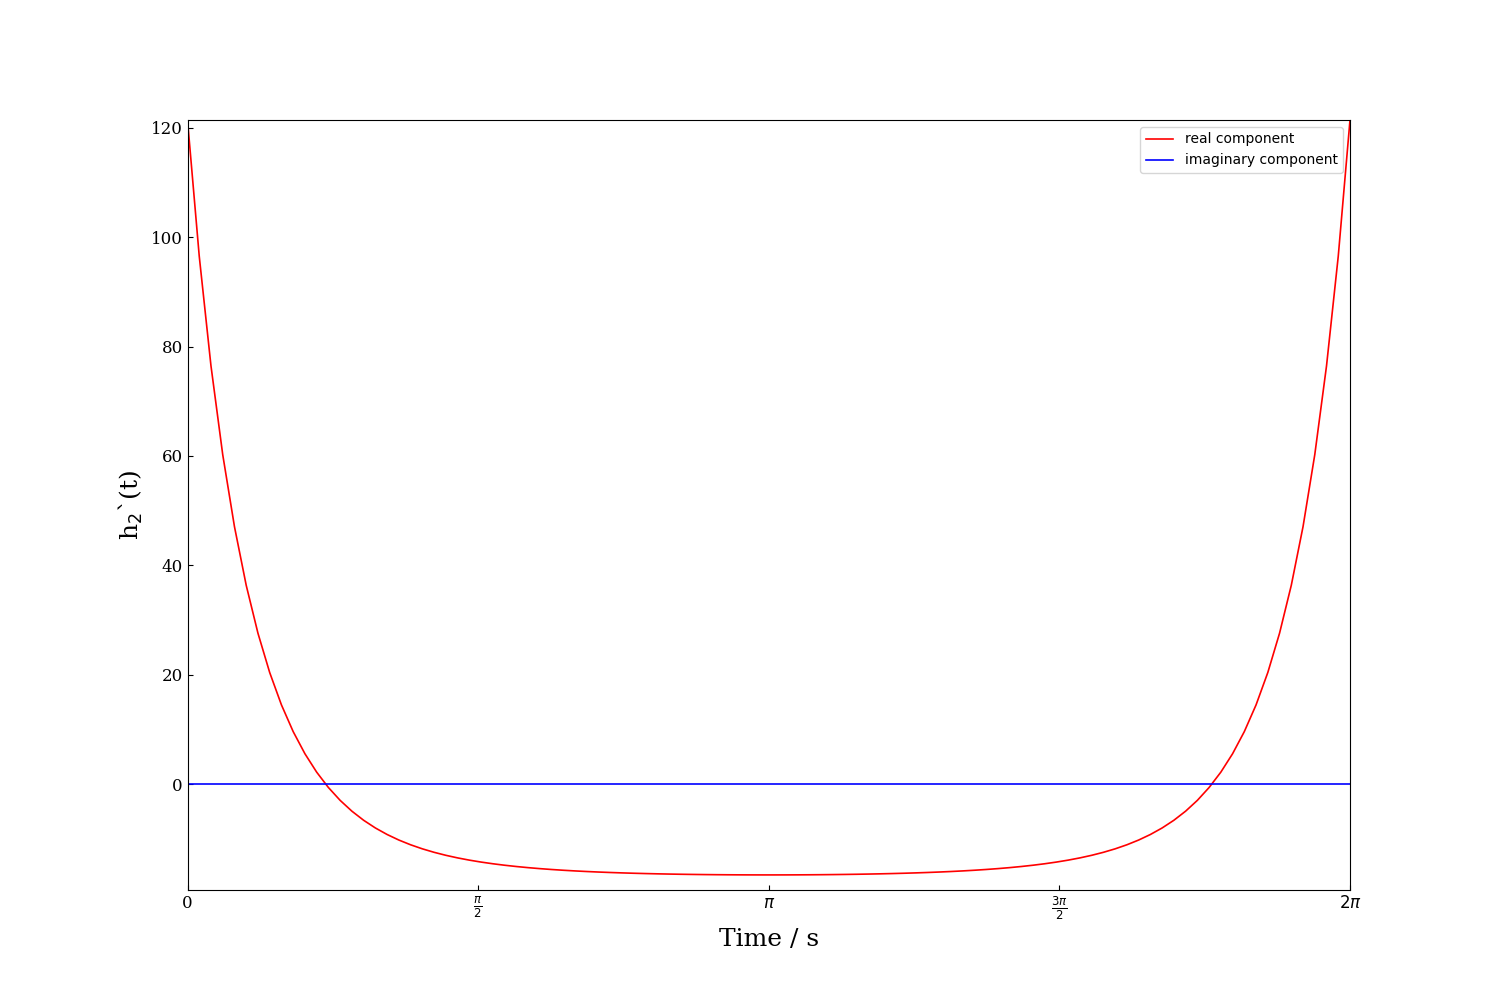 real component
imaginary component
120
100
80
60
40
20
0
h₂`(t)
0
π/2
π
3π/2
2π
Time / s